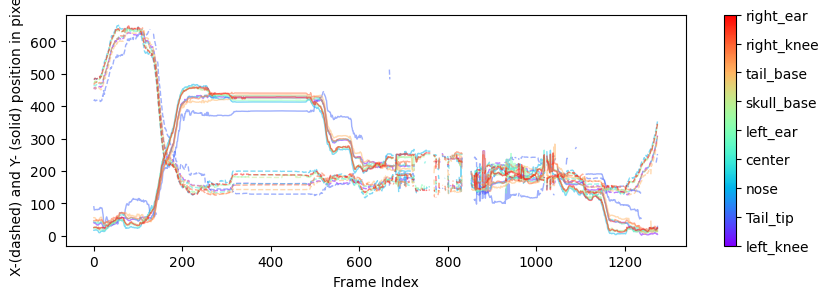 X-(dashed) and Y- (solid) position in pixe
600
500
400
300
200
100
0
0 200 400 600 800 1000 1200
Frame Index
right_ear
right_knee
tail_base
skull_base
left_ear
center
nose
Tail_tip
left_knee